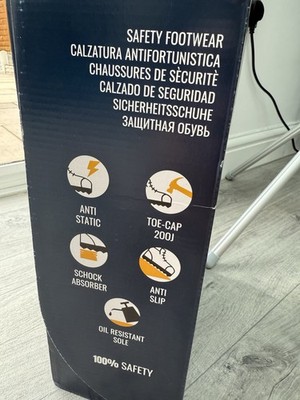 SAFETY FOOTWEAR
CALZATURA ANTIFORTUNISTICA
CHAUSSURES DE SÈCURITÈ
CALZADO DE SEGURIDAD
SICHERHEITSSCHUHE
ЗАЩИТНАЯ ОБУВЬ
ANTI
STATIC
TOE-CAP
200J
SCHOCK
ABSORBER
ANTI
SLIP
OIL RESISTANT
SOLE
100% SAFETY